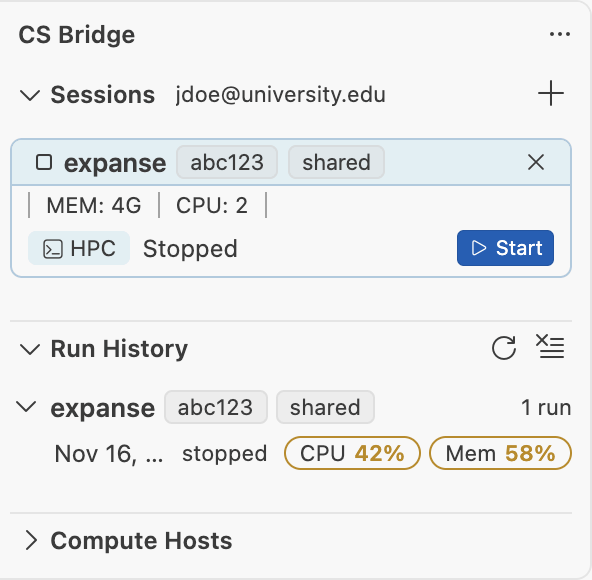 CS Bridge
Sessions jdoe@university.edu
expanse abc123 shared
MEM: 4G CPU: 2
HPC Stopped Start
Run History
expanse abc123 shared 1 run
Nov 16, ... stopped CPU 42% Mem 58%
Compute Hosts